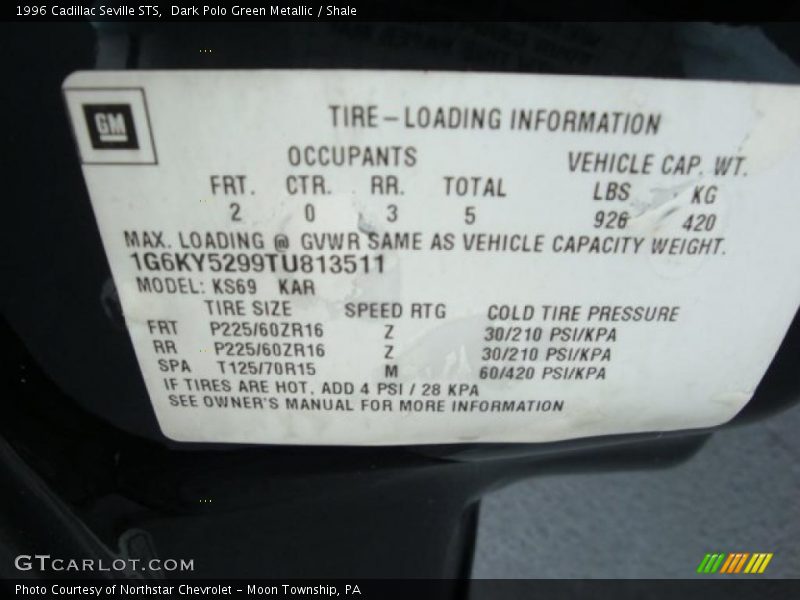 1996 Cadillac Seville STS,  Dark Polo Green Metallic / Shale
GM
TIRE-LOADING INFORMATION
OCCUPANTS VEHICLE CAP. WT.
FRT. CTR. RR. TOTAL LBS KG
2 0 3 5 926 420
MAX. LOADING @ GVWR SAME AS VEHICLE CAPACITY WEIGHT.
1G6KY5299TU813511
MODEL: KS69 KAR
TIRE SIZE SPEED RTG COLD TIRE PRESSURE
FRT P225/60ZR16 Z 30/210 PSI/KPA
RR P225/60ZR16 Z 30/210 PSI/KPA
SPA T125/70R15 M 60/420 PSI/KPA
IF TIRES ARE HOT, ADD 4 PSI / 28 KPA
SEE OWNER'S MANUAL FOR MORE INFORMATION
GTCARLOT.COM
Photo Courtesy of Northstar Chevrolet - Moon Township, PA